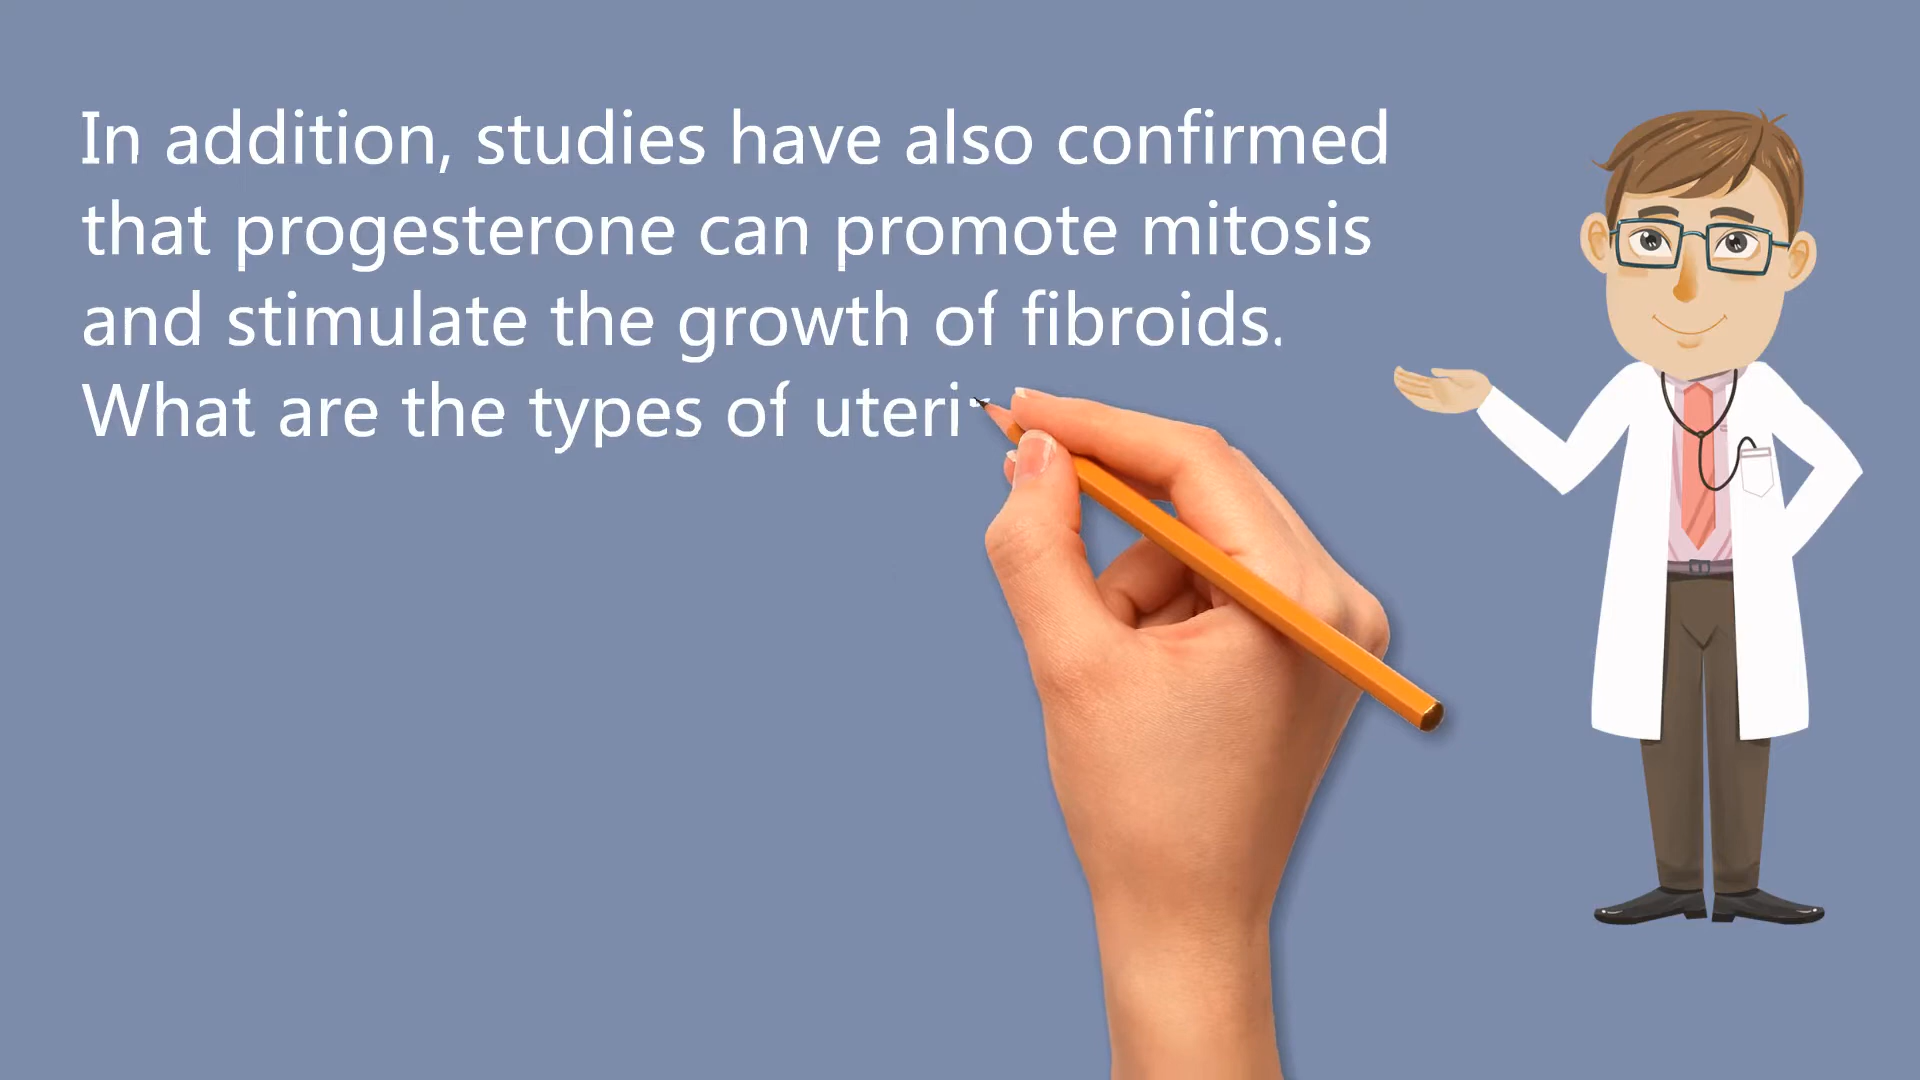 In addition, studies have also confirmed
that progesterone can promote mitosis
and stimulate the growth of fibroids.
What are the types of uteri